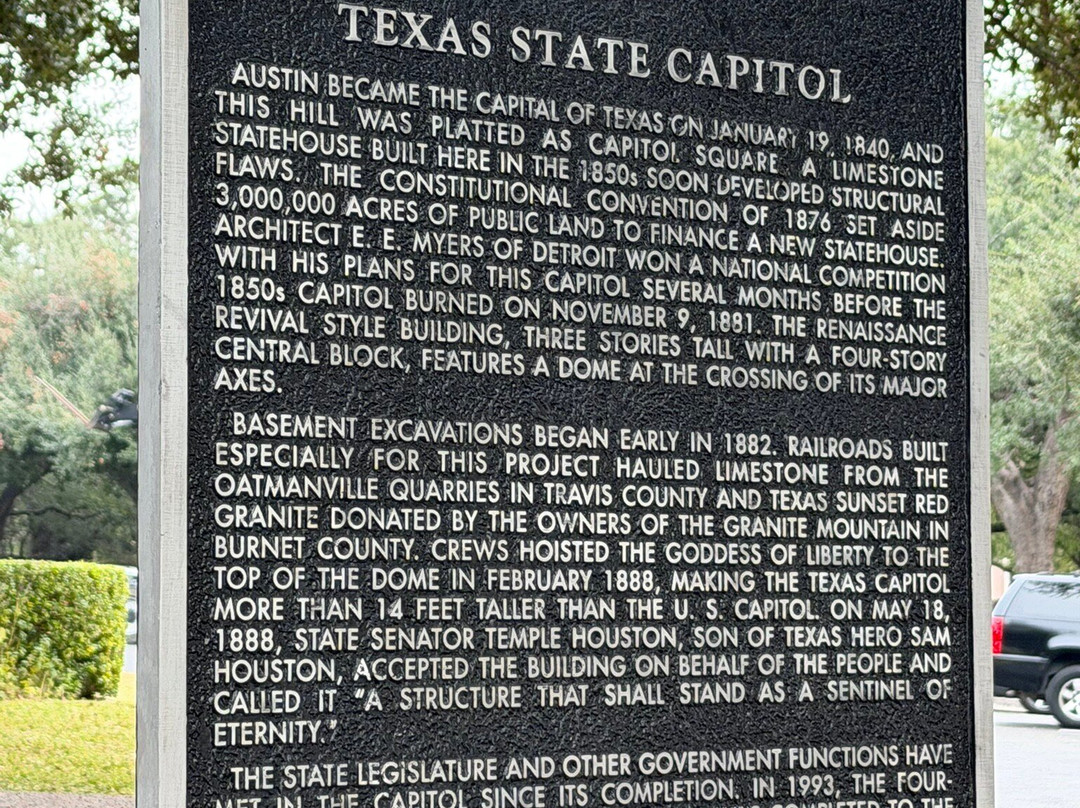 TEXAS STATE CAPITOL
AUSTIN BECAME THE CAPITAL OF TEXAS ON JANUARY 19, 1840, AND
THIS HILL WAS PLATTED AS CAPITOL SQUARE. A LIMESTONE
STATEHOUSE BUILT HERE IN THE 1850s SOON DEVELOPED STRUCTURAL
FLAWS. THE CONSTITUTIONAL CONVENTION OF 1876 SET ASIDE
3,000,000 ACRES OF PUBLIC LAND TO FINANCE A NEW STATEHOUSE.
ARCHITECT E. E. MYERS OF DETROIT WON A NATIONAL COMPETITION
WITH HIS PLANS FOR THIS CAPITOL SEVERAL MONTHS BEFORE THE
1850s CAPITOL BURNED ON NOVEMBER 9, 1881. THE RENAISSANCE
REVIVAL STYLE BUILDING, THREE STORIES TALL WITH A FOUR-STORY
CENTRAL BLOCK, FEATURES A DOME AT THE CROSSING OF ITS MAJOR
AXES.
BASEMENT EXCAVATIONS BEGAN EARLY IN 1882. RAILROADS BUILT
ESPECIALLY FOR THIS PROJECT HAULED LIMESTONE FROM THE
OATMANVILLE QUARRIES IN TRAVIS COUNTY AND TEXAS SUNSET RED
GRANITE DONATED BY THE OWNERS OF THE GRANITE MOUNTAIN IN
BURNET COUNTY. CREWS HOISTED THE GODDESS OF LIBERTY TO THE
TOP OF THE DOME IN FEBRUARY 1888, MAKING THE TEXAS CAPITOL
MORE THAN 14 FEET TALLER THAN THE U. S. CAPITOL. ON MAY 18,
1888, STATE SENATOR TEMPLE HOUSTON, SON OF TEXAS HERO SAM
HOUSTON, ACCEPTED THE BUILDING ON BEHALF OF THE PEOPLE AND
CALLED IT "A STRUCTURE THAT SHALL STAND AS A SENTINEL OF
ETERNITY."
THE STATE LEGISLATURE AND OTHER GOVERNMENT FUNCTIONS HAVE
MET IN THE CAPITOL SINCE ITS COMPLETION. IN 1993, THE FOUR-
COMPLETED TO THE